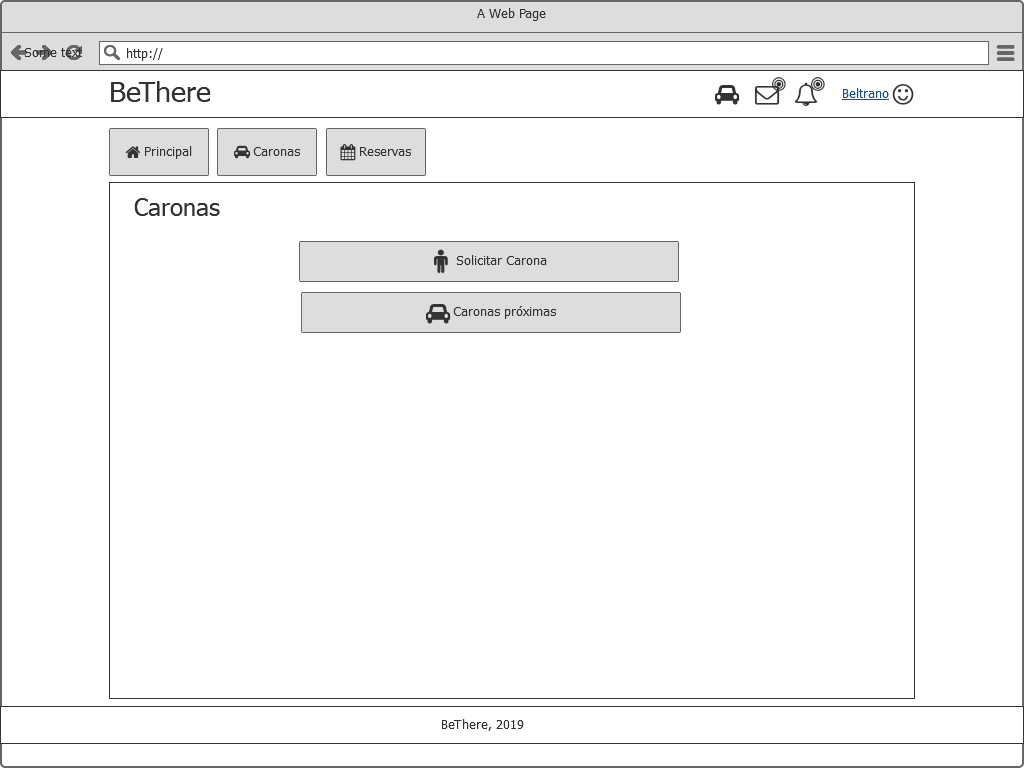 A Web Page
Some text
http://
BeThere
Beltrano
Principal
Caronas
Reservas
Caronas
Solicitar Carona
Caronas próximas
BeThere, 2019